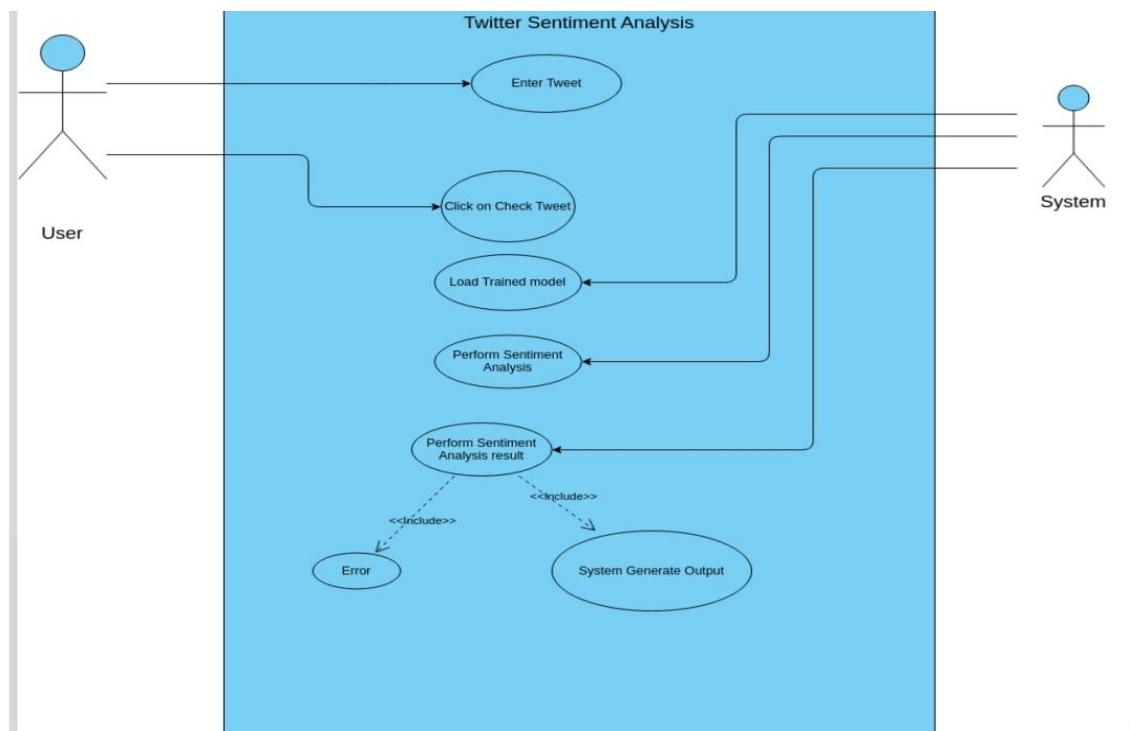 Twitter Sentiment Analysis
Enter Tweet
Click on Check Tweet
User
System
Load Trained model
Perform Sentiment
Analysis
Perform Sentiment
Analysis result
<<Include>>
<<Include>>
Error
System Generate Output